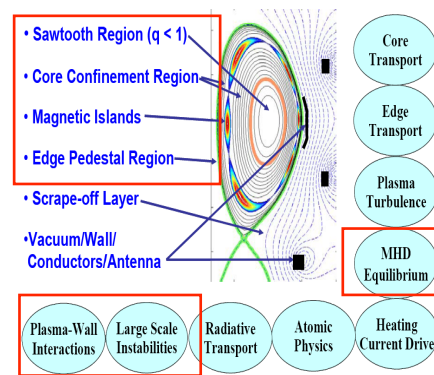 • Sawtooth Region (q < 1)
• Core Confinement Region
• Magnetic Islands
• Edge Pedestal Region
• Scrape-off Layer
•Vacuum/Wall/
Conductors/Antenna
Core
Transport
Edge
Transport
Plasma
Turbulence
MHD
Equilibrium
Plasma-Wall
Interactions
Large Scale
Instabilities
Radiative
Transport
Atomic
Physics
Heating
Current Drive